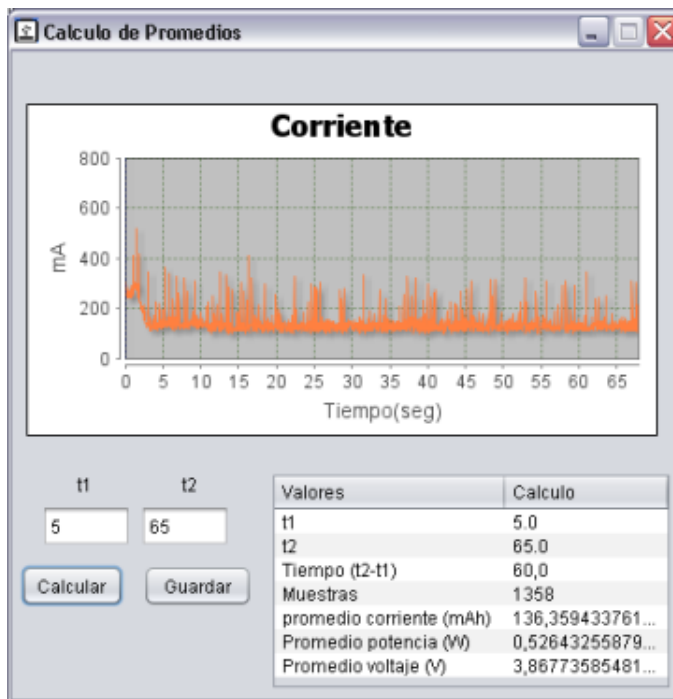 Calculo de Promedios
Corriente
800
600
400
200
0
mA
0 5 10 15 20 25 30 35 40 45 50 55 60 65
Tiempo(seg)
t1 t2
5 65
Calcular Guardar
Valores Calculo
t1 5.0
t2 65.0
Tiempo (t2-t1) 60,0
Muestras 1358
promedio corriente (mAh) 136,359433761...
Promedio potencia (W) 0,52643255879...
Promedio voltaje (V) 3,86773585481...